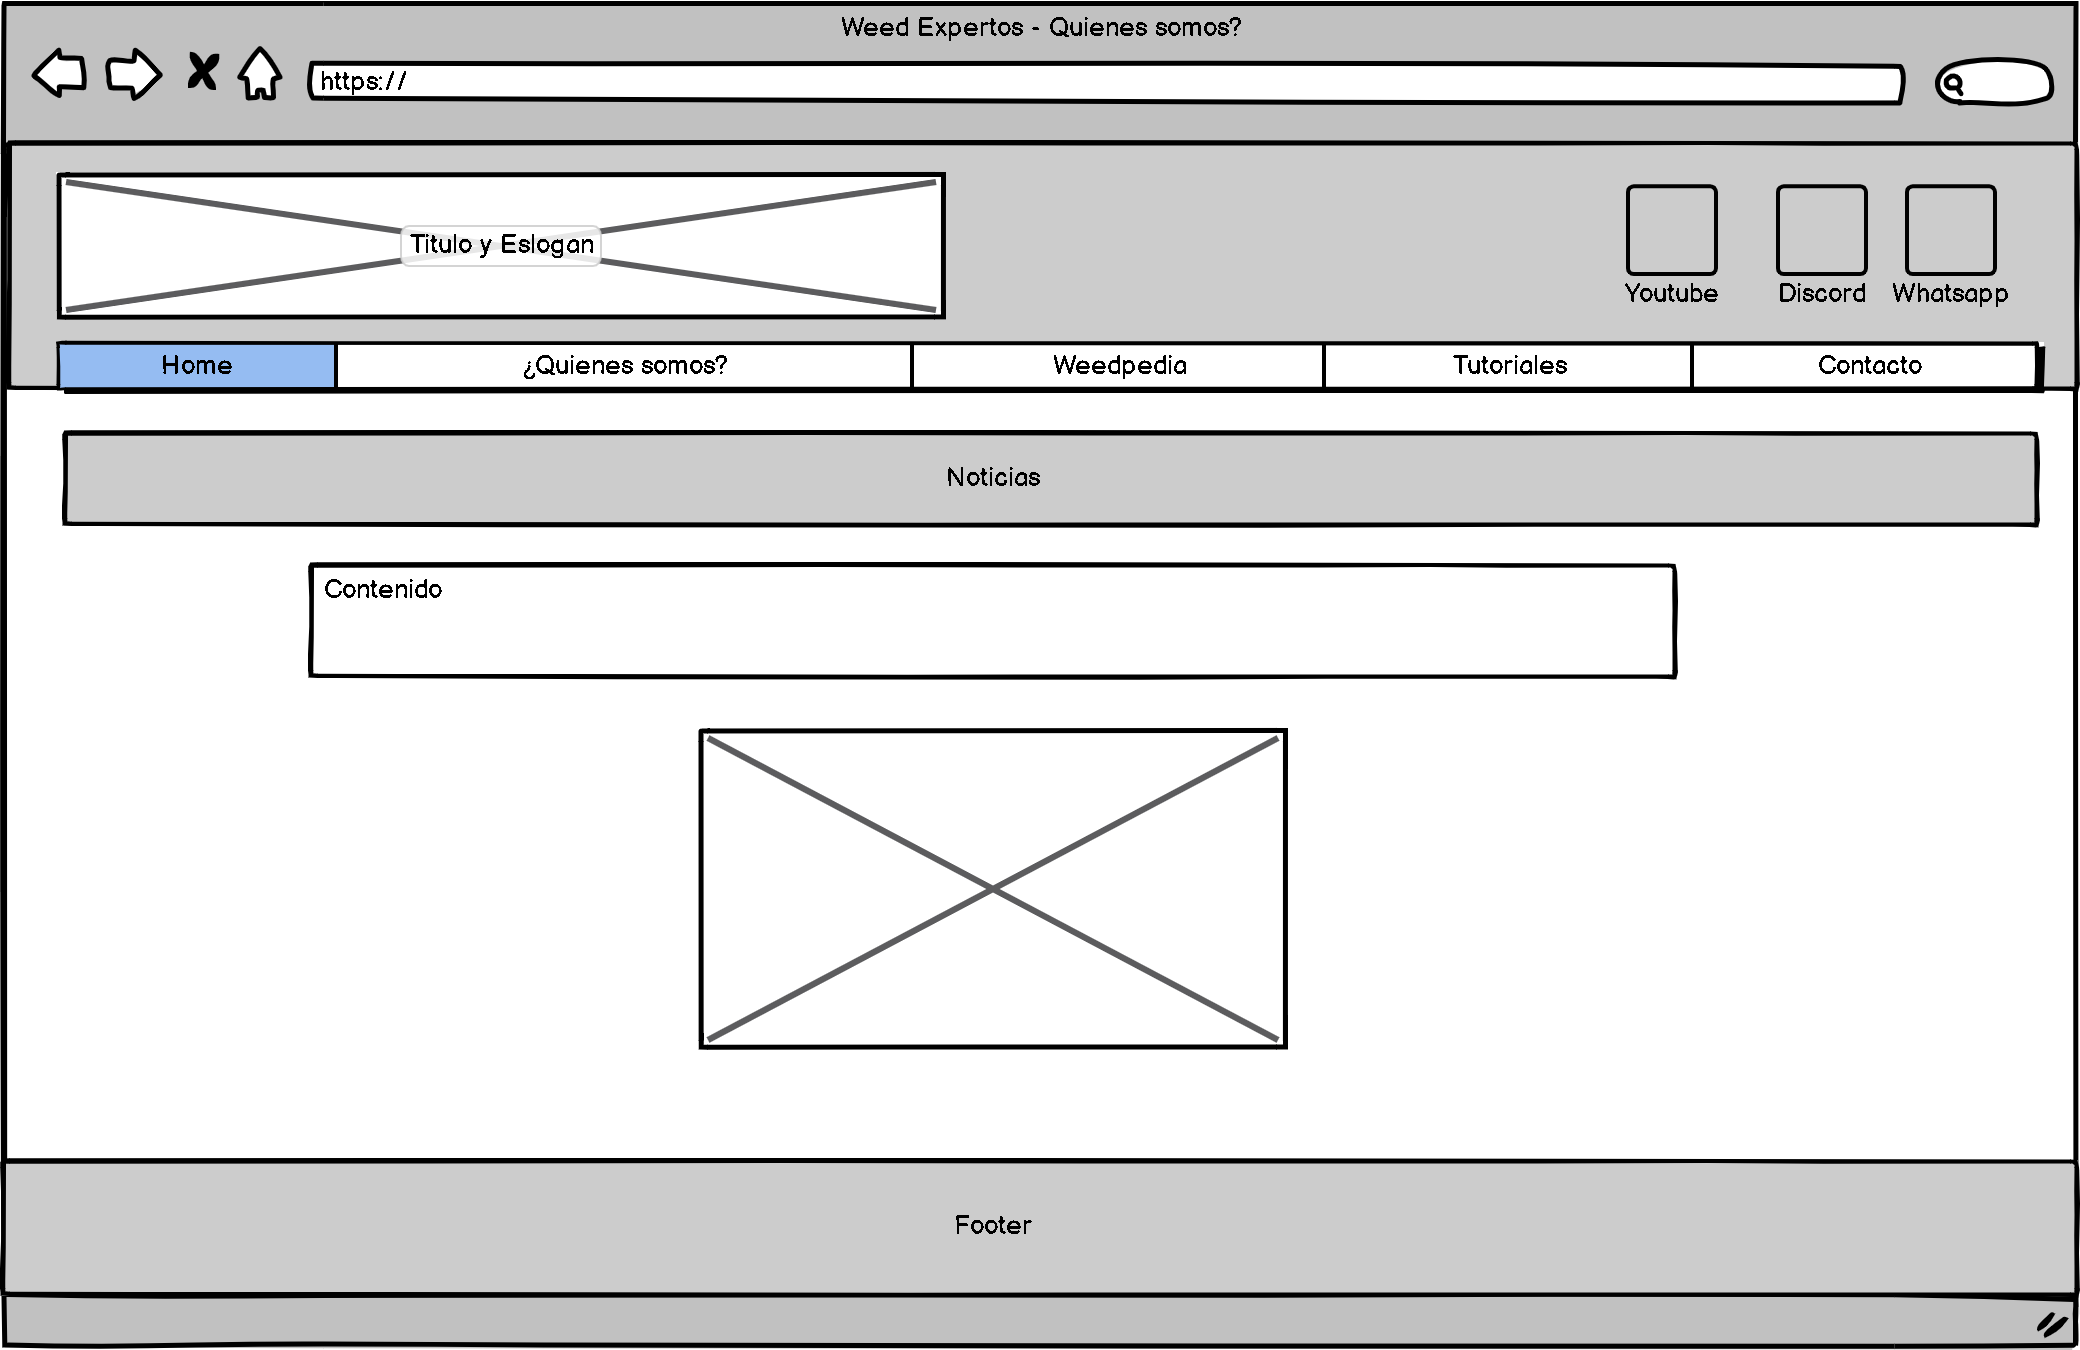 Weed Expertos - Quienes somos?
https://
Titulo y Eslogan
Youtube
Discord
Whatsapp
Home
¿Quienes somos?
Weedpedia
Tutoriales
Contacto
Noticias
Contenido
Footer